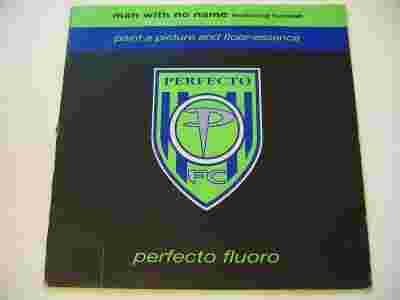 man with no name featuring hannah
paint a picture and floor-essence
PERFECTO
P
FC
perfecto fluoro